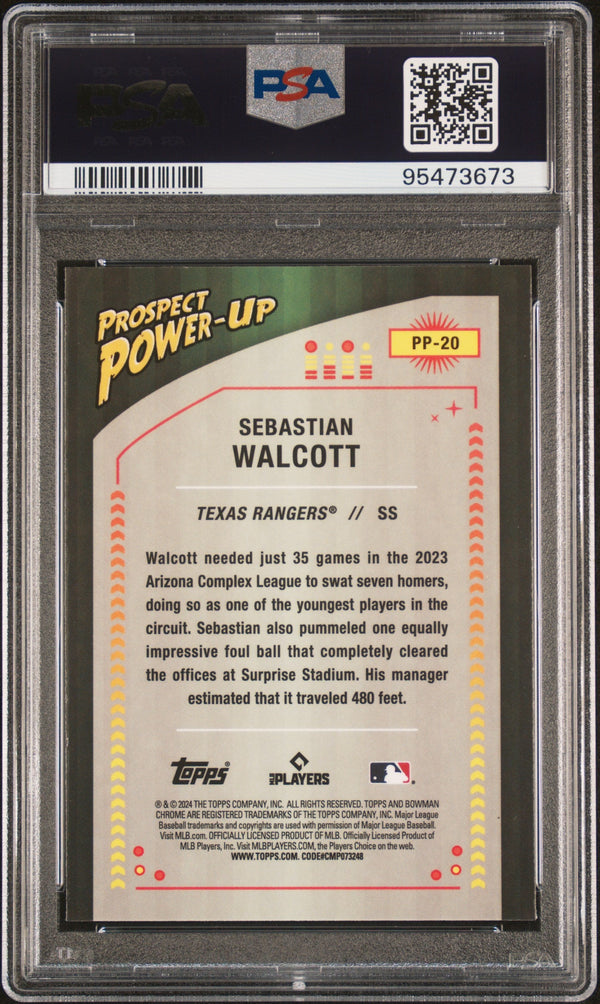 PSA
PSA
95473673
PROSPECT
POWER-UP
PP-20
SEBASTIAN
WALCOTT
TEXAS RANGERS® // SS
Walcott needed just 35 games in the 2023
Arizona Complex League to swat seven homers,
doing so as one of the youngest players in the
circuit. Sebastian also pummeled one equally
impressive foul ball that completely cleared
the offices at Surprise Stadium. His manager
estimated that it traveled 480 feet.
Topps®
MLB PLAYERS
® & © 2024 THE TOPPS COMPANY, INC. ALL RIGHTS RESERVED. TOPPS AND BOWMAN
CHROME ARE REGISTERED TRADEMARKS OF THE TOPPS COMPANY, INC. Major League
Baseball trademarks and copyrights are used with permission of Major League Baseball.
Visit MLB.com. OFFICIALLY LICENSED PRODUCT OF MLB. Officially Licensed Product of
MLB Players, Inc. Visit MLBPLAYERS.COM, the Players Choice on the web.
WWW.TOPPS.COM. CODE#CMP073248
PSA